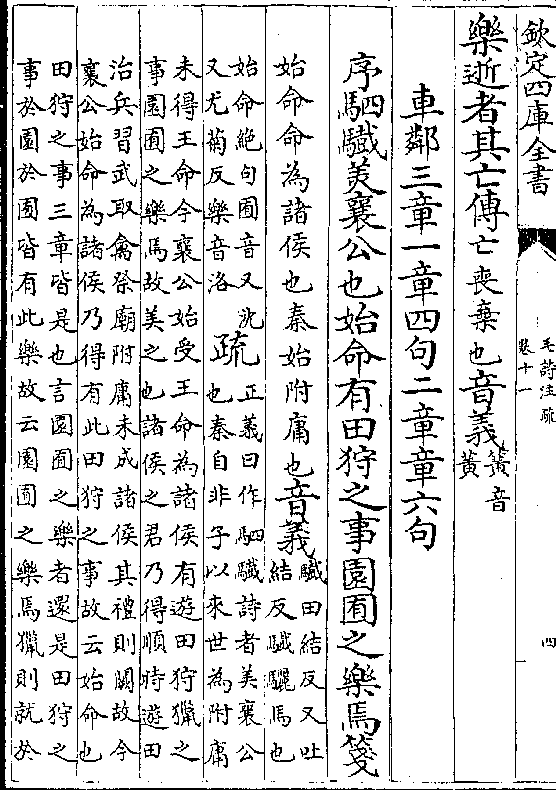 欽定四庫全書
毛詩注疏
卷十一
四
樂逝者其亡傳亡喪棄也音義簧音
黃
車鄰三章一章四句二章章六句
序駟驖美襄公也始命有田狩之事園囿之樂焉箋
始命命為諸侯也秦始附庸也音義驖田結反又吐
結反驖驪馬也
始命絶句囿音又沈
又尤菊反樂音洛
疏正義曰作駟驖詩者美襄公
也秦自非子以來世為附庸
未得王命今襄公始受王命為諸侯有遊田狩獵之
事園囿之樂焉故美之也諸侯之君乃得順時遊田
治兵習武取禽祭廟附庸未成諸侯其禮則闕故今
襄公始命為諸侯乃得有此田狩之事故云始命也
田狩之事三章皆是也言園囿之樂者還是田狩之
事於園於囿皆有此樂故云園囿之樂焉獵則就於